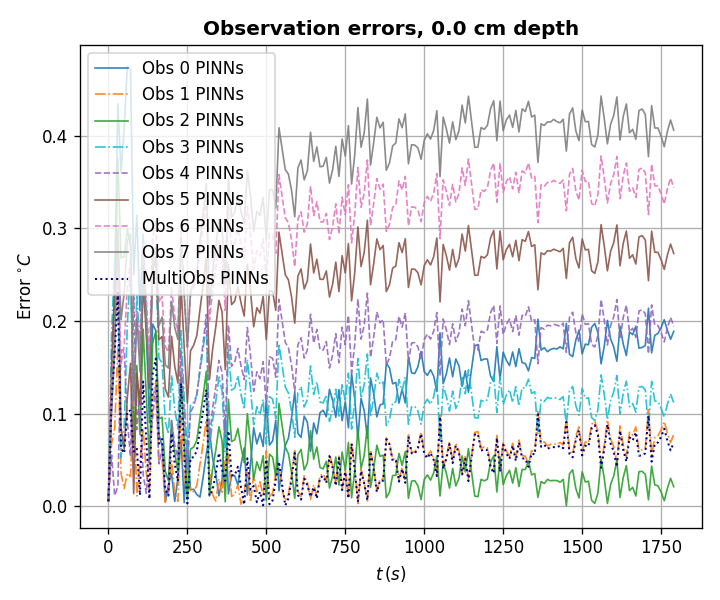 Observation errors, 0.0 cm depth
Obs 0 PINNs
Obs 1 PINNs
Obs 2 PINNs
Obs 3 PINNs
Obs 4 PINNs
Obs 5 PINNs
Obs 6 PINNs
Obs 7 PINNs
MultiObs PINNs
Error °C
0.4
0.3
0.2
0.1
0.0
0 250 500 750 1000 1250 1500 1750
t (s)